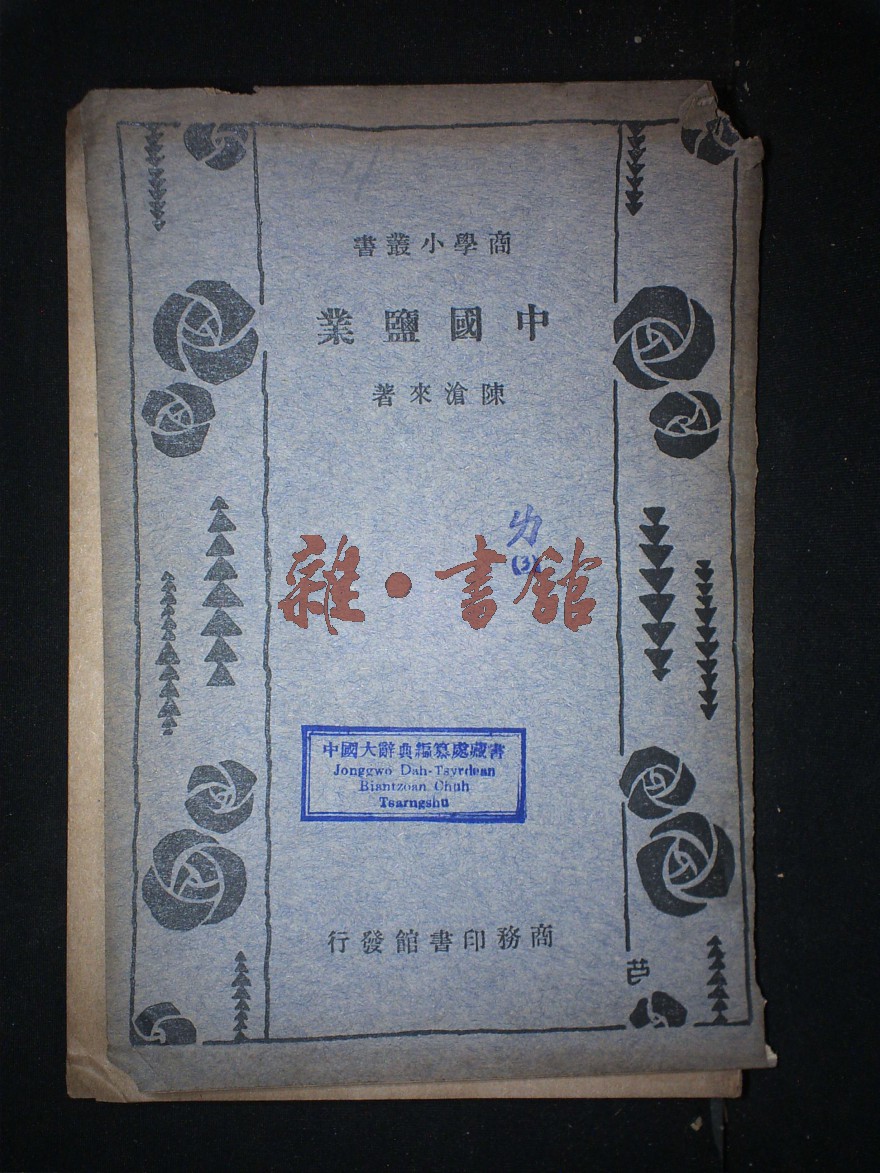 商學小叢書
中國鹽業
陳滄來著
(3)
雜·書館
中國大辭典編纂處藏書
Jonggwo Dah-Tsyrdean
Biantzoan Chuh
Tsarngshu
商務印書館發行